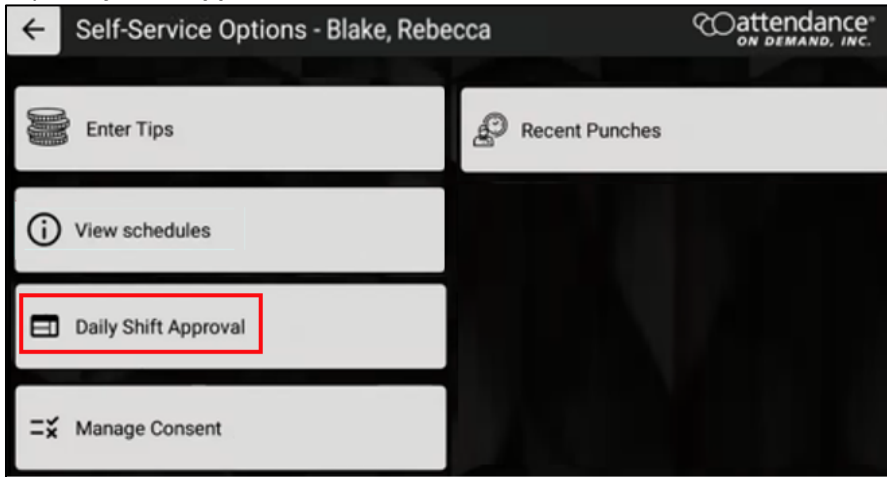 Self-Service Options - Blake, Rebecca
attendance®
ON DEMAND, INC.
Enter Tips
Recent Punches
View schedules
Daily Shift Approval
Manage Consent